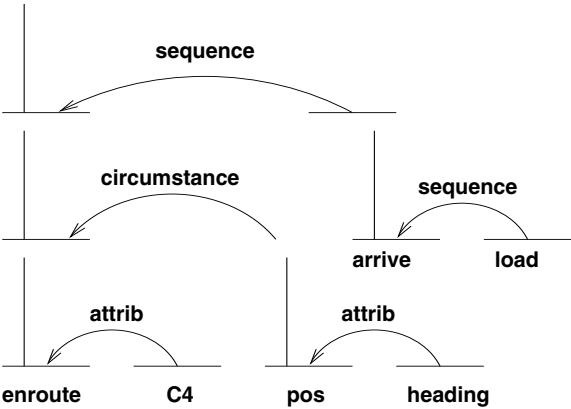 sequence
circumstance
sequence
arrive load
attrib attrib
enroute C4 pos heading